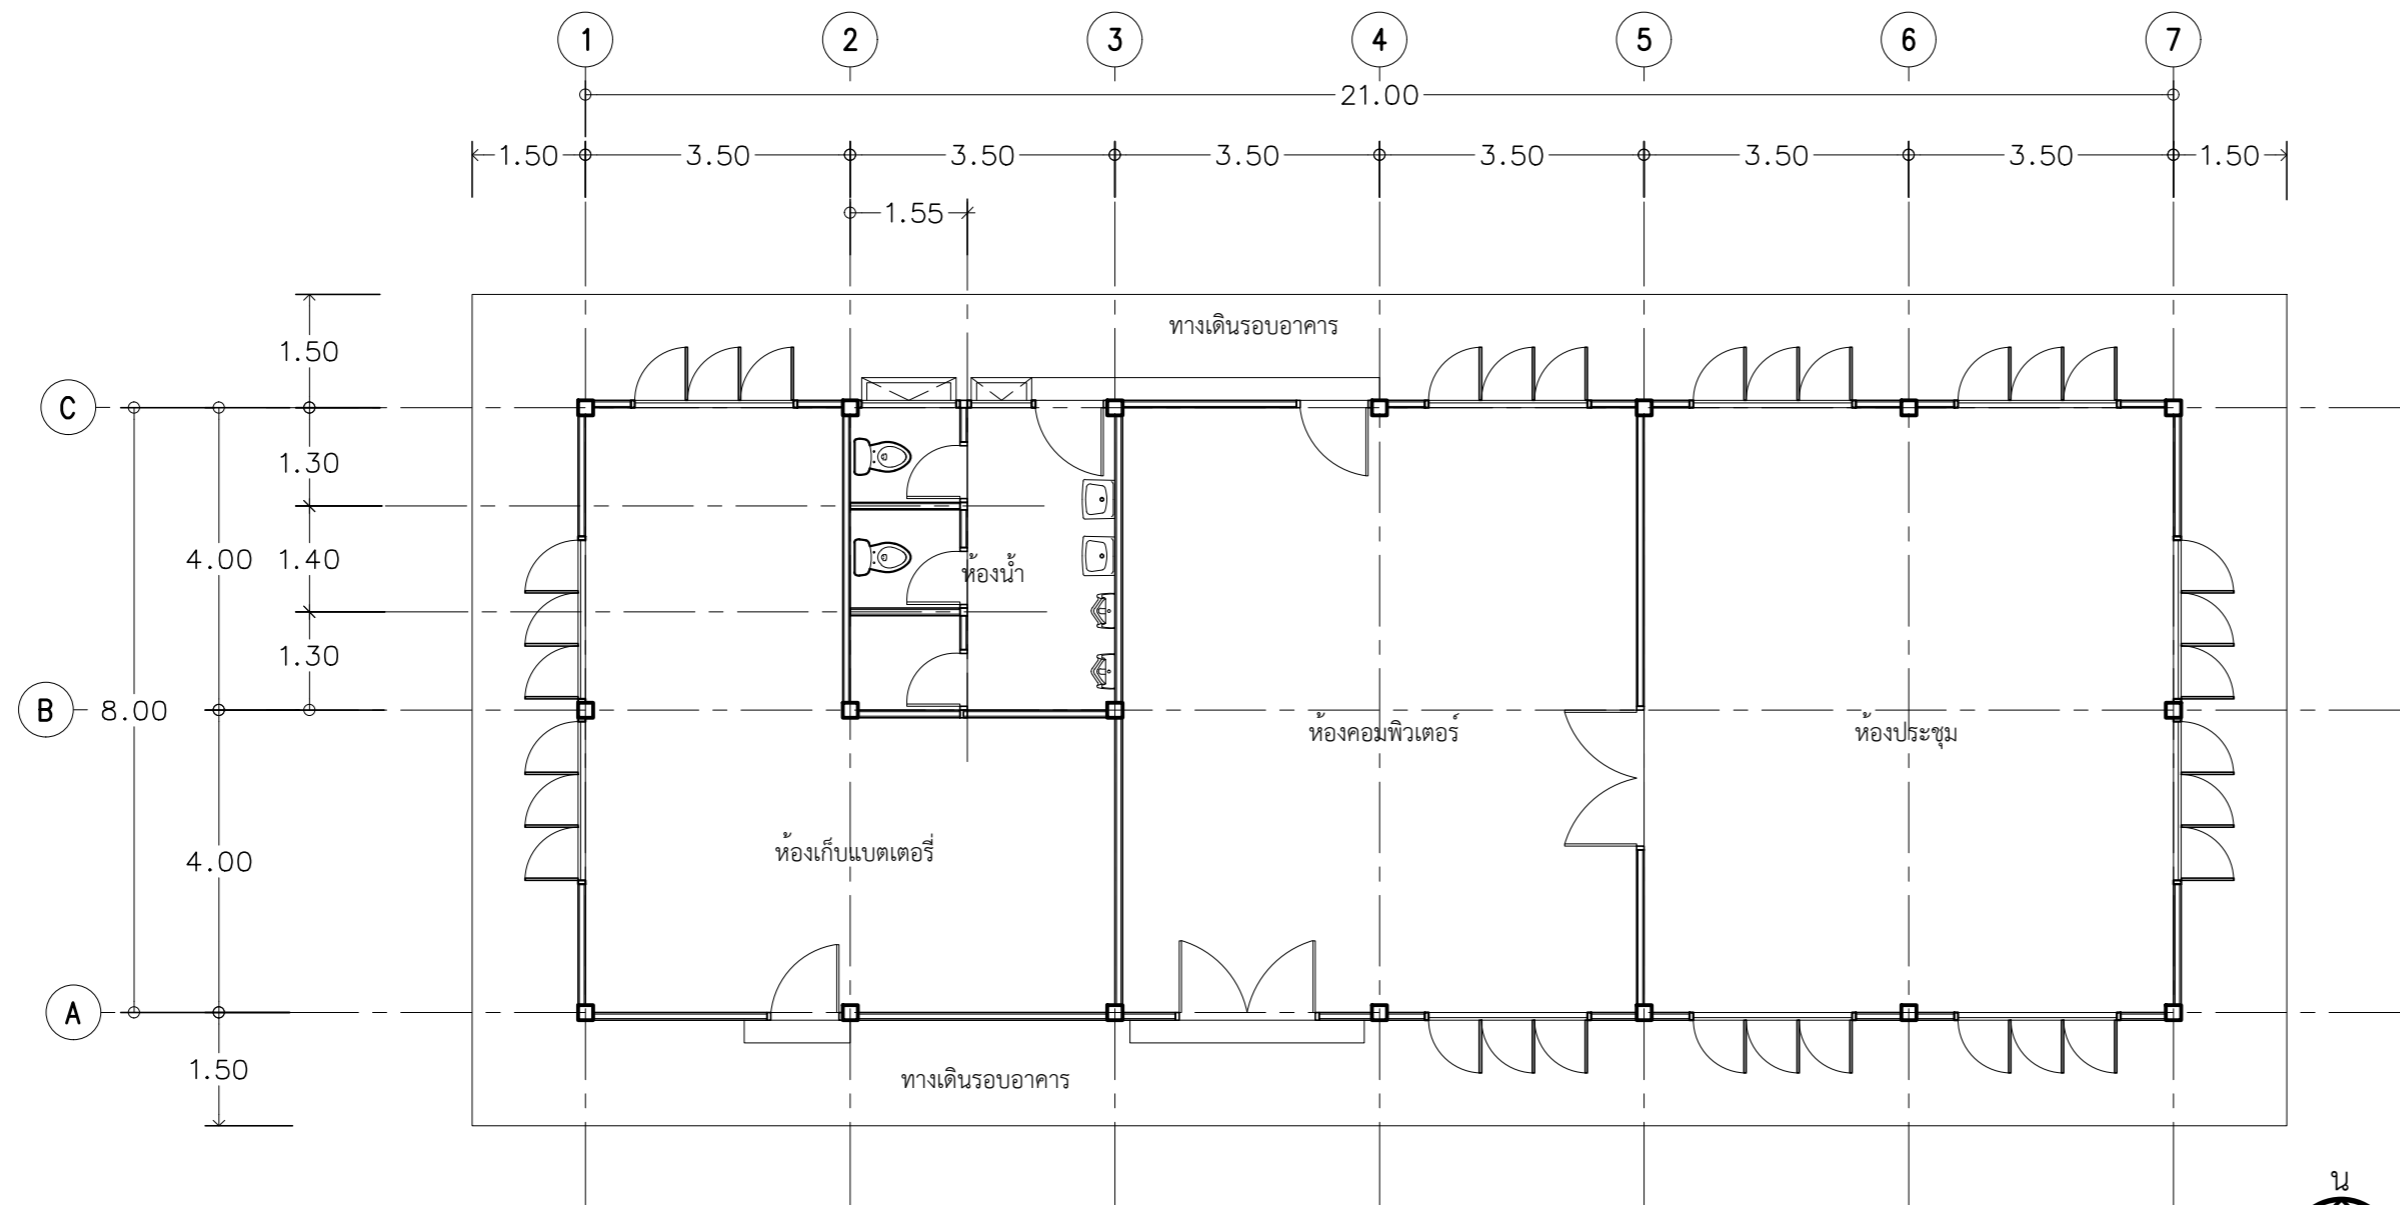 1 2 3 4 5 6 7
21.00
1.50 3.50 3.50 3.50 3.50 3.50 3.50 1.50
1.55
ทางเดินรอบอาคาร
1.50
C
1.30
4.00 1.40
ห้องน้ำ
1.30
B 8.00
ห้องคอมพิวเตอร์ ห้องประชุม
ห้องเก็บแบตเตอรี่
4.00
A
1.50
ทางเดินรอบอาคาร
น